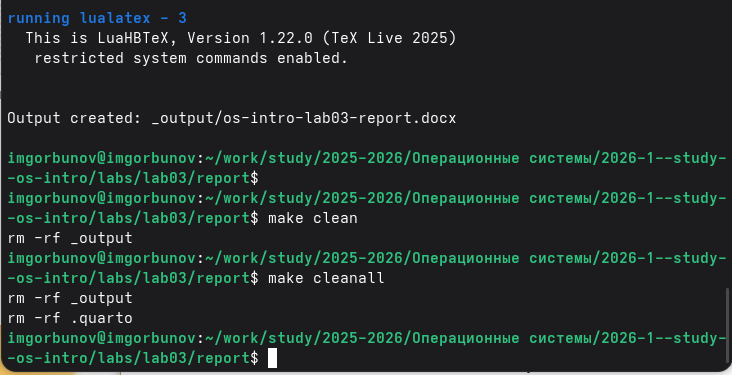 running lualatex - 3
This is LuaHBTeX, Version 1.22.0 (TeX Live 2025)
restricted system commands enabled.
Output created: _output/os-intro-lab03-report.docx
imgorbunov@imgorbunov:~/work/study/2025-2026/Операционные системы/2026-1--study-
-os-intro/labs/lab03/report$
imgorbunov@imgorbunov:~/work/study/2025-2026/Операционные системы/2026-1--study-
-os-intro/labs/lab03/report$ make clean
rm -rf _output
imgorbunov@imgorbunov:~/work/study/2025-2026/Операционные системы/2026-1--study-
-os-intro/labs/lab03/report$ make cleanall
rm -rf _output
rm -rf .quarto
imgorbunov@imgorbunov:~/work/study/2025-2026/Операционные системы/2026-1--study-
-os-intro/labs/lab03/report$